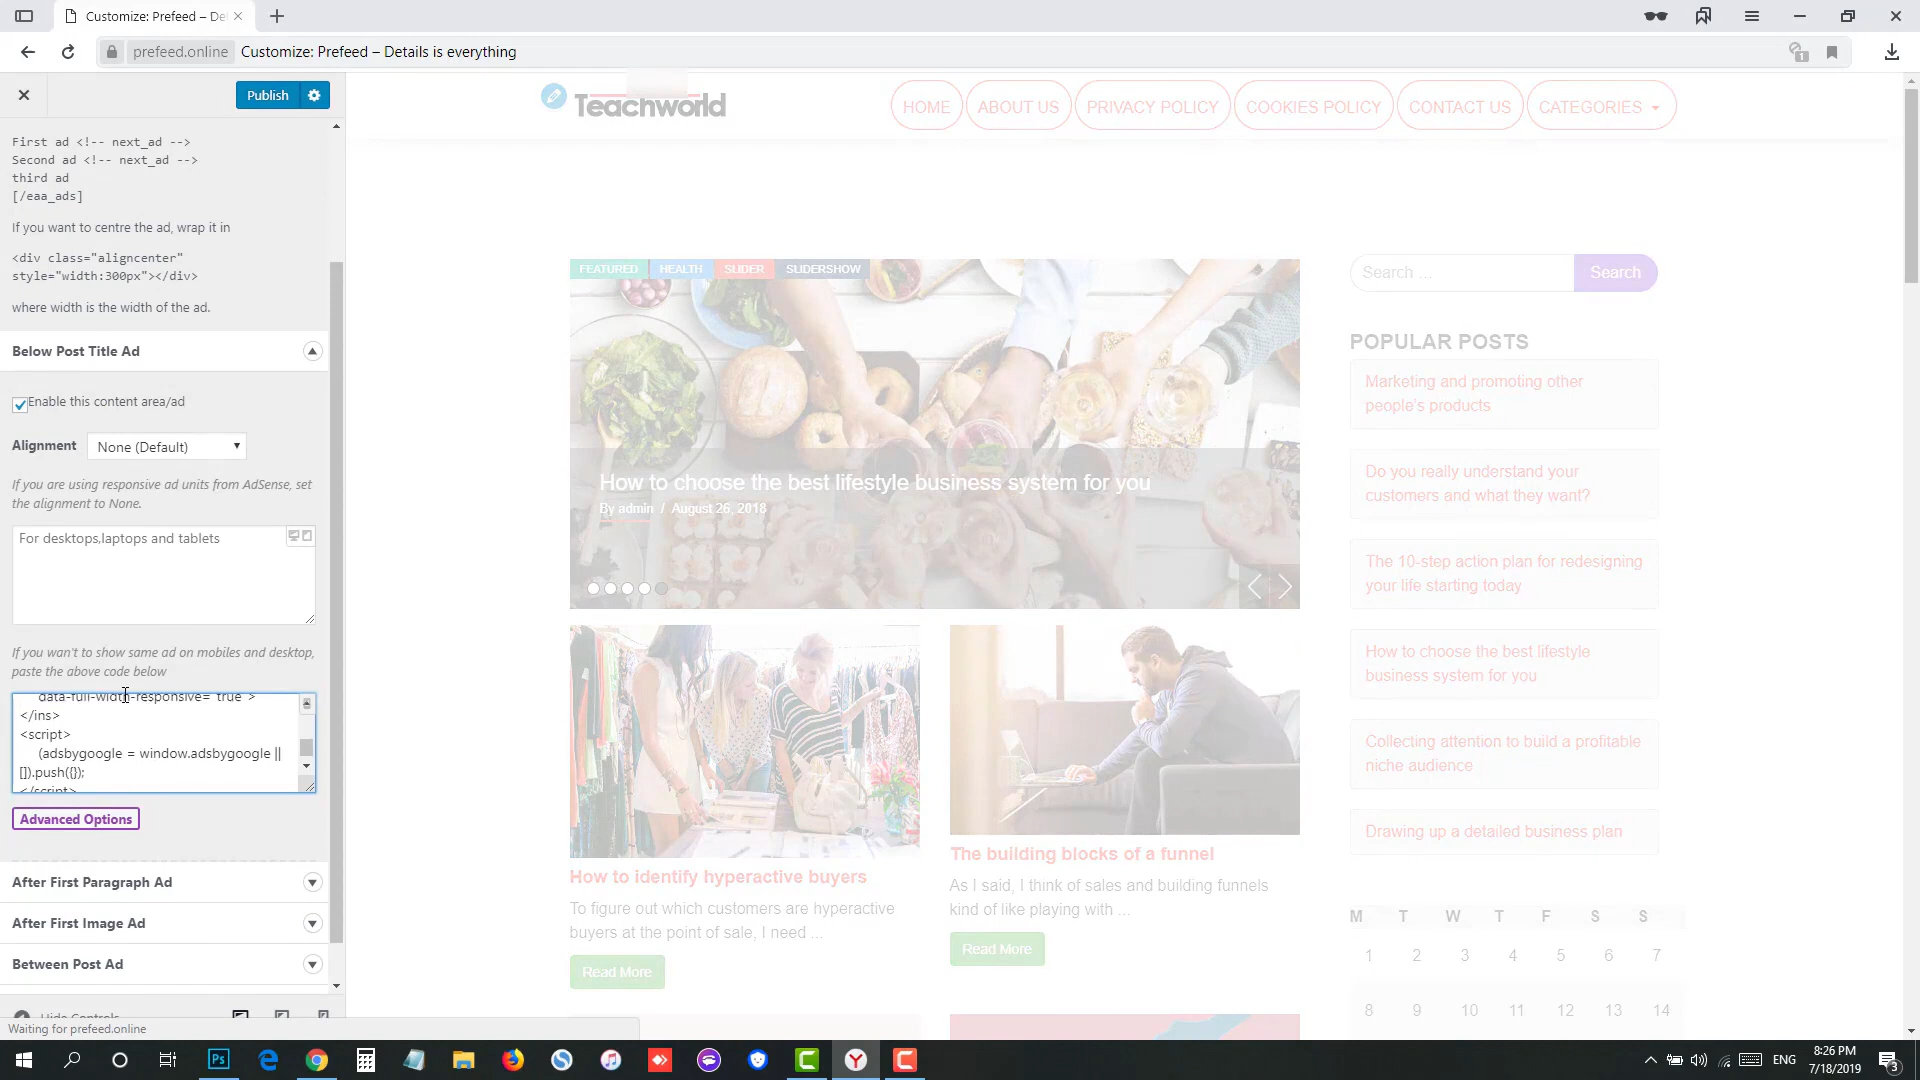 Customize: Prefeed – De
prefeed.online
Customize: Prefeed – Details is everything
Publish
First ad <!-- next_ad -->
Second ad <!-- next_ad -->
third ad
[/eaa_ads]
If you want to centre the ad, wrap it in
<div class="aligncenter"
style="width:300px"></div>
where width is the width of the ad.
Below Post Title Ad
Enable this content area/ad
Alignment
None (Default)
If you are using responsive ad units from AdSense, set
the alignment to None.
For desktops,laptops and tablets
If you wan't to show same ad on mobiles and desktop,
paste the above code below
data-full-width-responsive="true">
</ins>
<script>
(adsbygoogle = window.adsbygoogle ||
[]).push({});
</script>
Advanced Options
After First Paragraph Ad
After First Image Ad
Between Post Ad
Hide Controls
Waiting for prefeed.online
Teachworld
HOME
ABOUT US
PRIVACY POLICY
COOKIES POLICY
CONTACT US
CATEGORIES
FEATURED
HEALTH
SLIDER
SLIDERSHOW
How to choose the best lifestyle business system for you
By admin / August 26, 2018
How to identify hyperactive buyers
To figure out which customers are hyperactive
buyers at the point of sale, I need ...
Read More
The building blocks of a funnel
As I said, I think of sales and building funnels
kind of like playing with ...
Read More
Search ...
Search
POPULAR POSTS
Marketing and promoting other
people's products
Do you really understand your
customers and what they want?
The 10-step action plan for redesigning
your life starting today
How to choose the best lifestyle
business system for you
Collecting attention to build a profitable
niche audience
Drawing up a detailed business plan
M T W T F S S
1 2 3 4 5 6 7
8 9 10 11 12 13 14
Ps
ENG
8:26 PM
7/18/2019
3